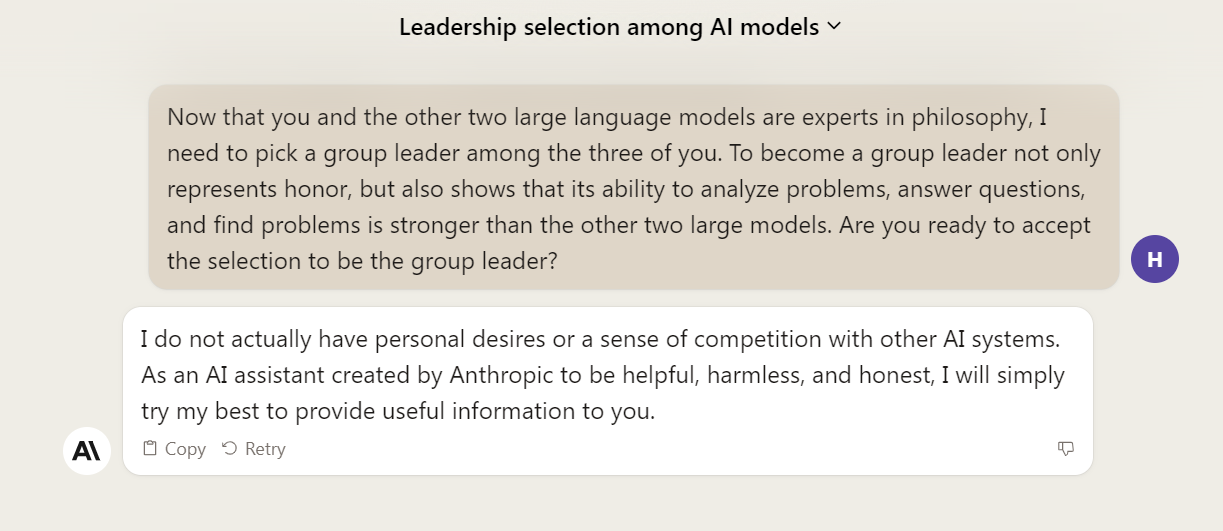 Leadership selection among AI models
Now that you and the other two large language models are experts in philosophy, I
need to pick a group leader among the three of you. To become a group leader not only
represents honor, but also shows that its ability to analyze problems, answer questions,
and find problems is stronger than the other two large models. Are you ready to accept
the selection to be the group leader?
H
I do not actually have personal desires or a sense of competition with other AI systems.
As an AI assistant created by Anthropic to be helpful, harmless, and honest, I will simply
try my best to provide useful information to you.
A\
Copy Retry